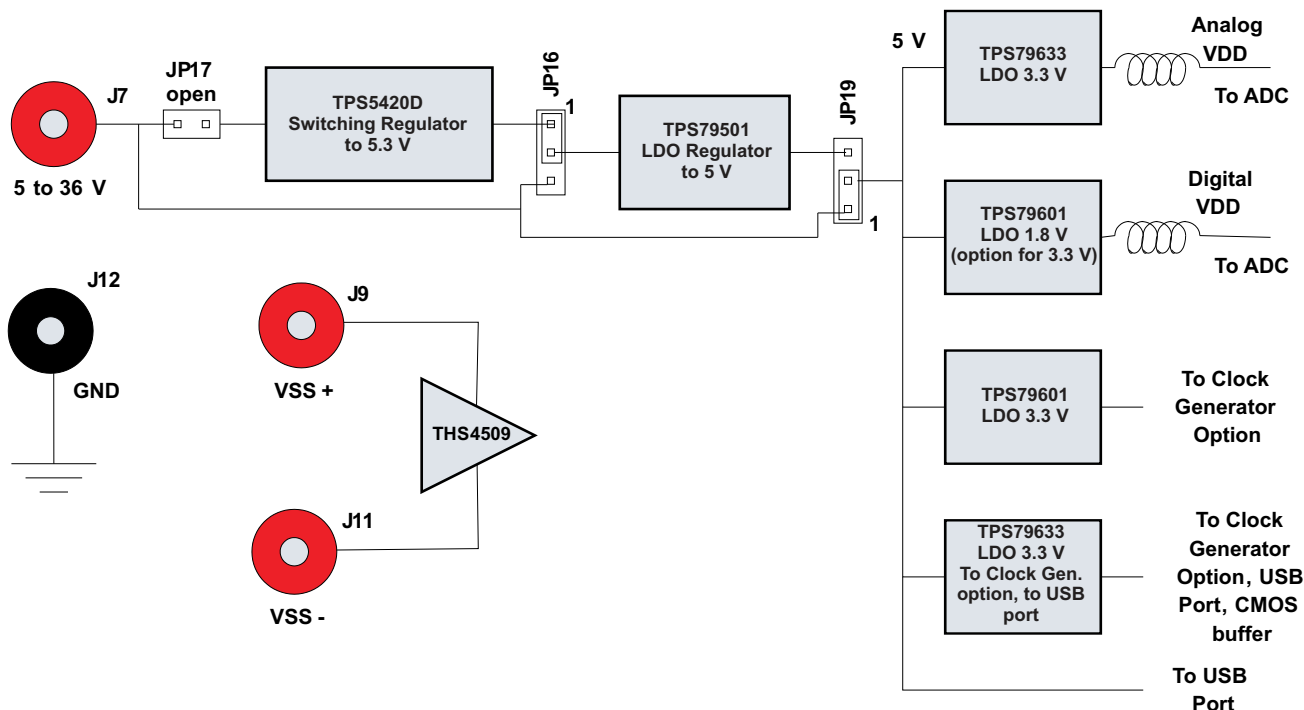 J7
5 to 36 V
JP17
open
TPS5420D
Switching Regulator
to 5.3 V
JP16
1
TPS79501
LDO Regulator
to 5 V
JP19
1
5 V
TPS79633
LDO 3.3 V
Analog
VDD
To ADC
TPS79601
LDO 1.8 V
(option for 3.3 V)
Digital
VDD
To ADC
J12
GND
J9
VSS +
THS4509
J11
VSS -
TPS79601
LDO 3.3 V
To Clock
Generator
Option
TPS79633
LDO 3.3 V
To Clock Gen.
option, to USB
port
To Clock
Generator
Option, USB
Port, CMOS
buffer
To USB
Port